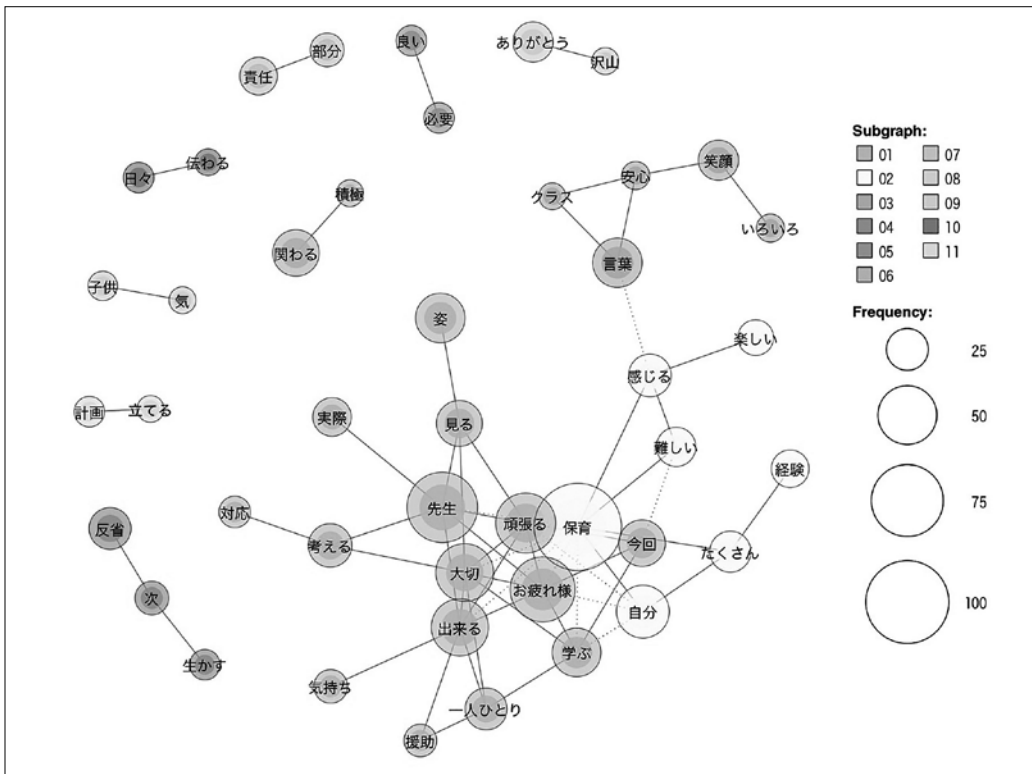 部分
責任
良い
必要
ありがとう
沢山
日々
伝わる
積極
関わる
クラス
安心
笑顔
いろいろ
言葉
子供
気
姿
楽しい
感じる
計画
立てる
実際
見る
難しい
経験
反省
対応
考える
先生
頑張る
保育
今回
たくさん
大切
お疲れ様
自分
次
出来る
学ぶ
生かす
気持ち
一人ひとり
援助
Subgraph:
01 07
02 08
03 09
04 10
05 11
06
Frequency:
25
50
75
100